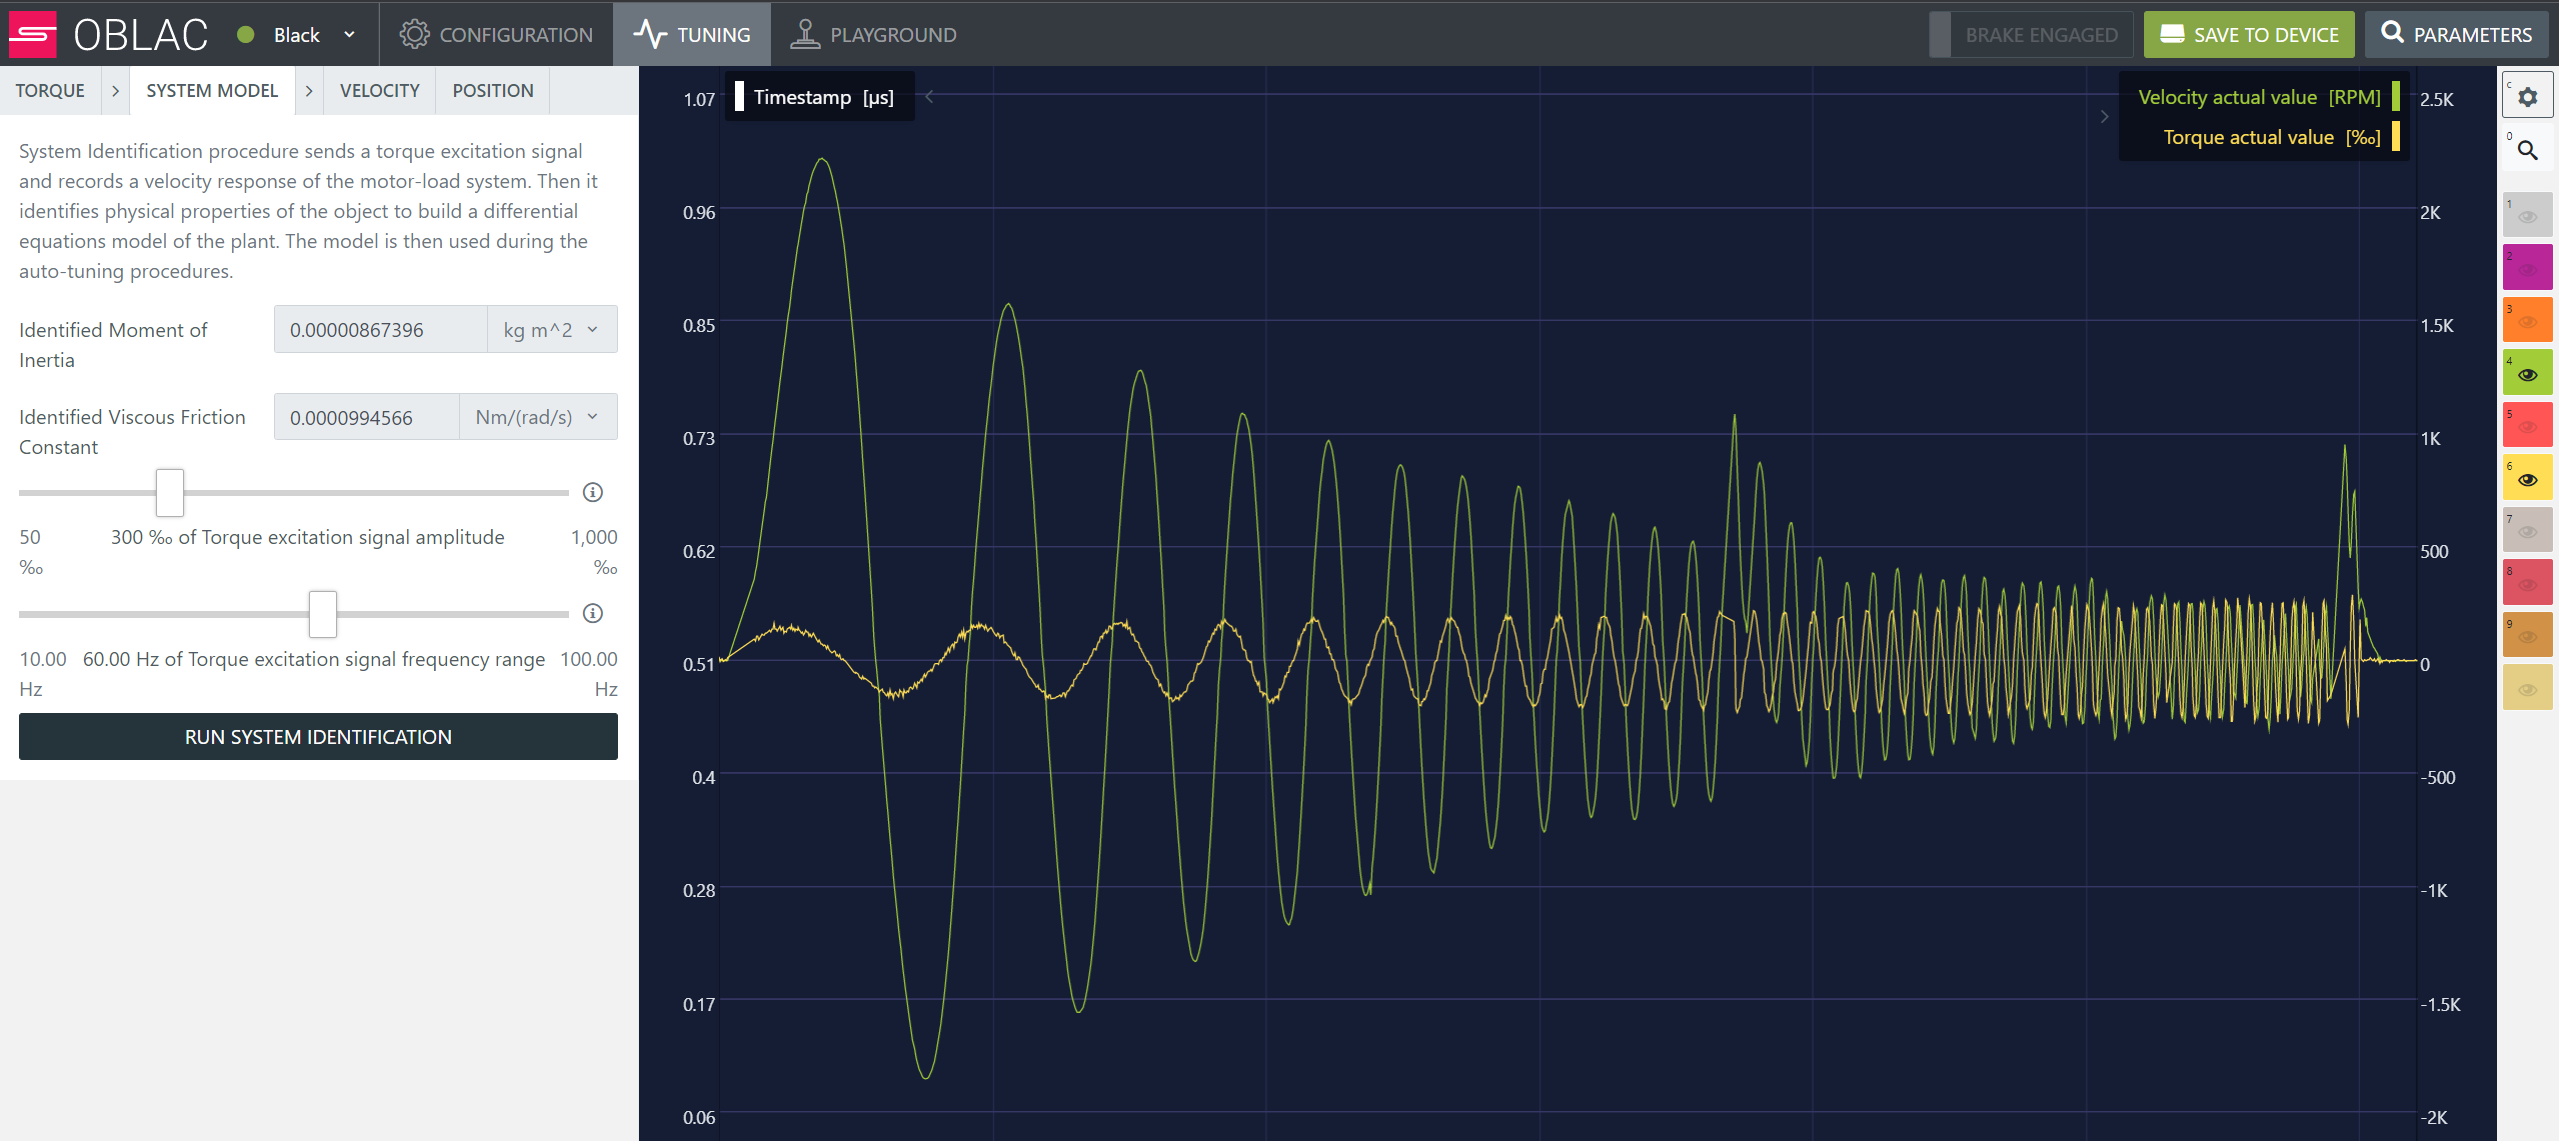 OBLAC
Black
CONFIGURATION
TUNING
PLAYGROUND
BRAKE ENGAGED
SAVE TO DEVICE
PARAMETERS
TORQUE
SYSTEM MODEL
VELOCITY
POSITION
System Identification procedure sends a torque excitation signal
and records a velocity response of the motor-load system. Then it
identifies physical properties of the object to build a differential
equations model of the plant. The model is then used during the
auto-tuning procedures.
Identified Moment of
Inertia
0.00000867396
kg m^2
Identified Viscous Friction
Constant
0.0000994566
Nm/(rad/s)
50
‰
300 ‰ of Torque excitation signal amplitude
1,000
‰
10.00
Hz
60.00 Hz of Torque excitation signal frequency range
100.00
Hz
RUN SYSTEM IDENTIFICATION
Timestamp [µs]
Velocity actual value [RPM]
Torque actual value [‰]
1.07
0.96
0.85
0.73
0.62
0.51
0.4
0.28
0.17
0.06
2.5K
2K
1.5K
1K
500
0
-500
-1K
-1.5K
-2K
c
0
1
2
3
4
5
6
7
8
9